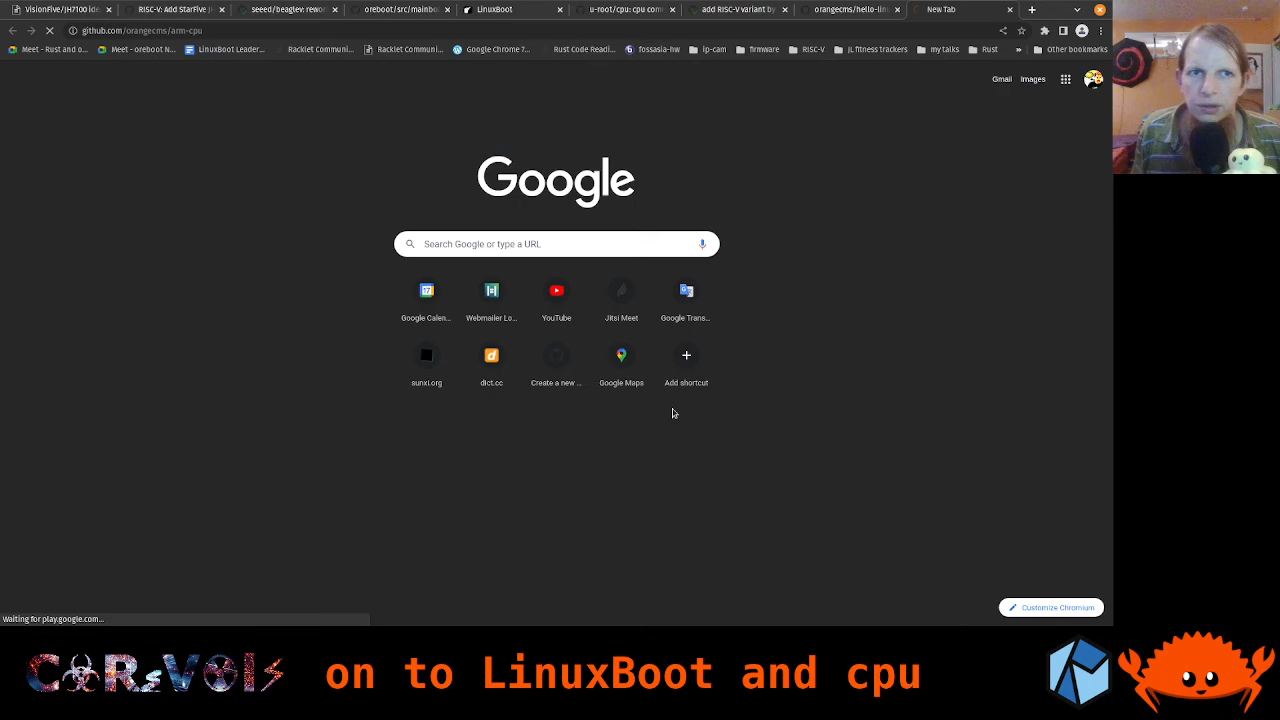 VisionFive/JH7100 ide
RISC-V: Add StarFive JH
seeed/beaglev: rewor
oreboot/src/mainboa
LinuxBoot
u-root/cpu: cpu com
add RISC-V variant by
orangecms/hello-linu
New Tab
github.com/orangecms/arm-cpu
Meet - Rust and o...
Meet - oreboot N...
LinuxBoot Leader...
Racklet Communi...
Racklet Communi...
Google Chrome ?...
Rust Code Readi...
fossasia-hw
ip-cam
firmware
RISC-V
JL fitness trackers
my talks
Rust
»
Other bookmarks
Gmail
Images
Google
Search Google or type a URL
Google Calen...
Webmailer Lo...
YouTube
Jitsi Meet
Google Trans...
sunxi.org
dict.cc
Create a new ...
Google Maps
Add shortcut
Customize Chromium
Waiting for play.google.com...
on to LinuxBoot and cpu